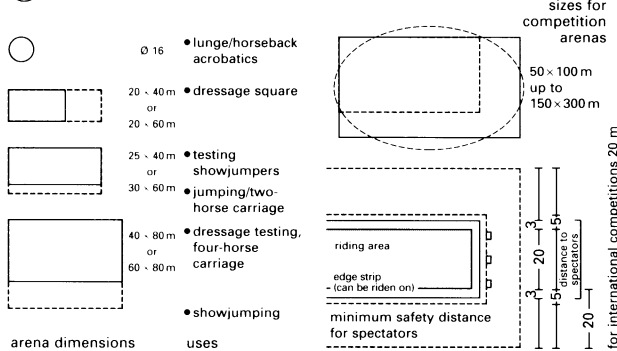 sizes for
competition
arenas
Ø 16
• lunge/horseback
acrobatics
20 × 40 m
or
20 × 60 m
• dressage square
25 × 40 m
or
30 × 60 m
• testing
showjumpers
• jumping/two-
horse carriage
40 × 80 m
or
60 × 80 m
• dressage testing,
four-horse
carriage
• showjumping
arena dimensions
uses
50 × 100 m
up to
150 × 300 m
riding area
edge strip
(can be riden on)
minimum safety distance
for spectators
3
20
3
5
5
distance to
spectators
20
for international competitions 20 m